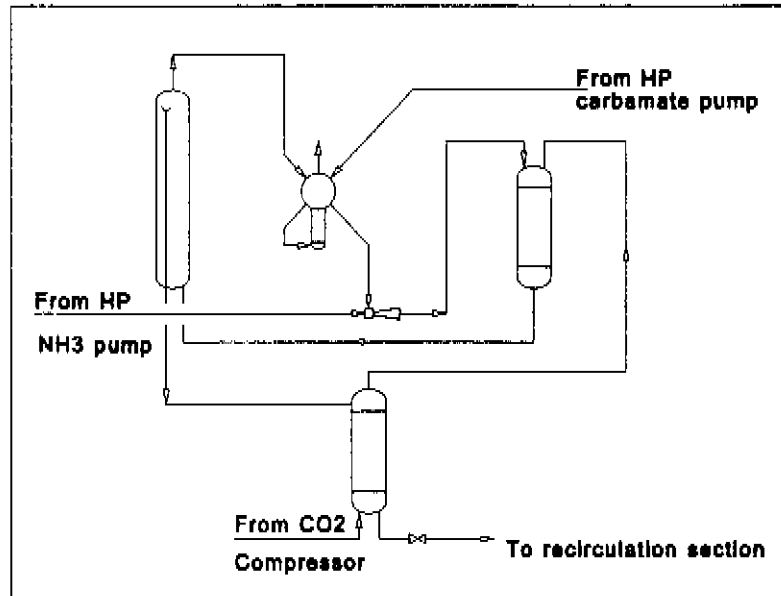 From HP
carbamate pump
From HP
NH3 pump
From CO2
Compressor
To recirculation section